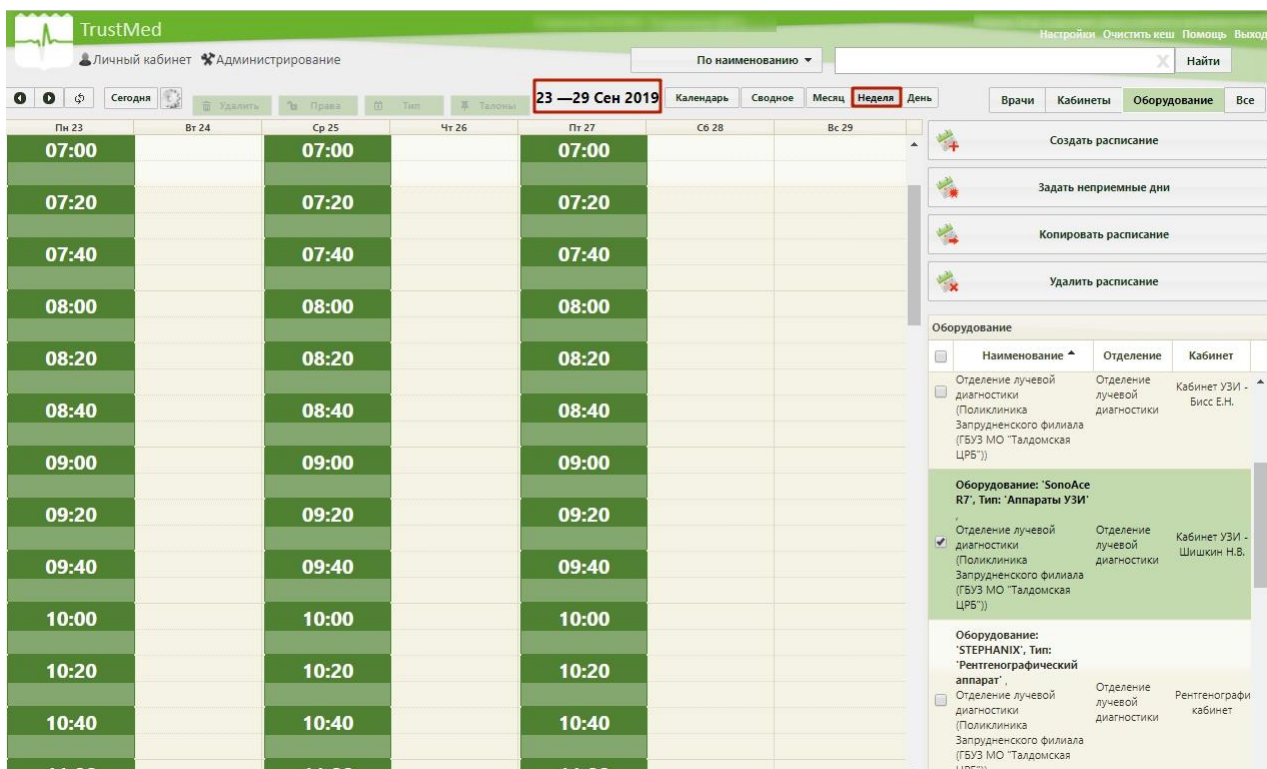 TrustMed
Настройки Очистить кеш Помощь Выход
Личный кабинет Администрирование
По наименованию
Найти
Сегодня Удалить Права Тип Талоны 23 —29 Сен 2019 Календарь Сводное Месяц Неделя День Врачи Кабинеты Оборудование Все
Пн 23 Вт 24 Ср 25 Чт 26 Пт 27 Сб 28 Вс 29
07:00 07:00 07:00
07:20 07:20 07:20
07:40 07:40 07:40
08:00 08:00 08:00
08:20 08:20 08:20
08:40 08:40 08:40
09:00 09:00 09:00
09:20 09:20 09:20
09:40 09:40 09:40
10:00 10:00 10:00
10:20 10:20 10:20
10:40 10:40 10:40
Создать расписание
Задать неприемные дни
Копировать расписание
Удалить расписание
Оборудование
Наименование Отделение Кабинет
Отделение лучевой
диагностики
(Поликлиника
Запрудненского филиала
(ГБУЗ МО "Талдомская
ЦРБ"))
Отделение
лучевой
диагностики
Кабинет УЗИ -
Бисс Е.Н.
Оборудование: 'SonoAce
R7', Тип: 'Аппараты УЗИ'
,
Отделение лучевой
диагностики
(Поликлиника
Запрудненского филиала
(ГБУЗ МО "Талдомская
ЦРБ"))
Отделение
лучевой
диагностики
Кабинет УЗИ -
Шишкин Н.В.
Оборудование:
'STEPHANIX', Тип:
'Рентгенографический
аппарат' ,
Отделение лучевой
диагностики
(Поликлиника
Запрудненского филиала
(ГБУЗ МО "Талдомская
Отделение
лучевой
диагностики
Рентгенографи
кабинет